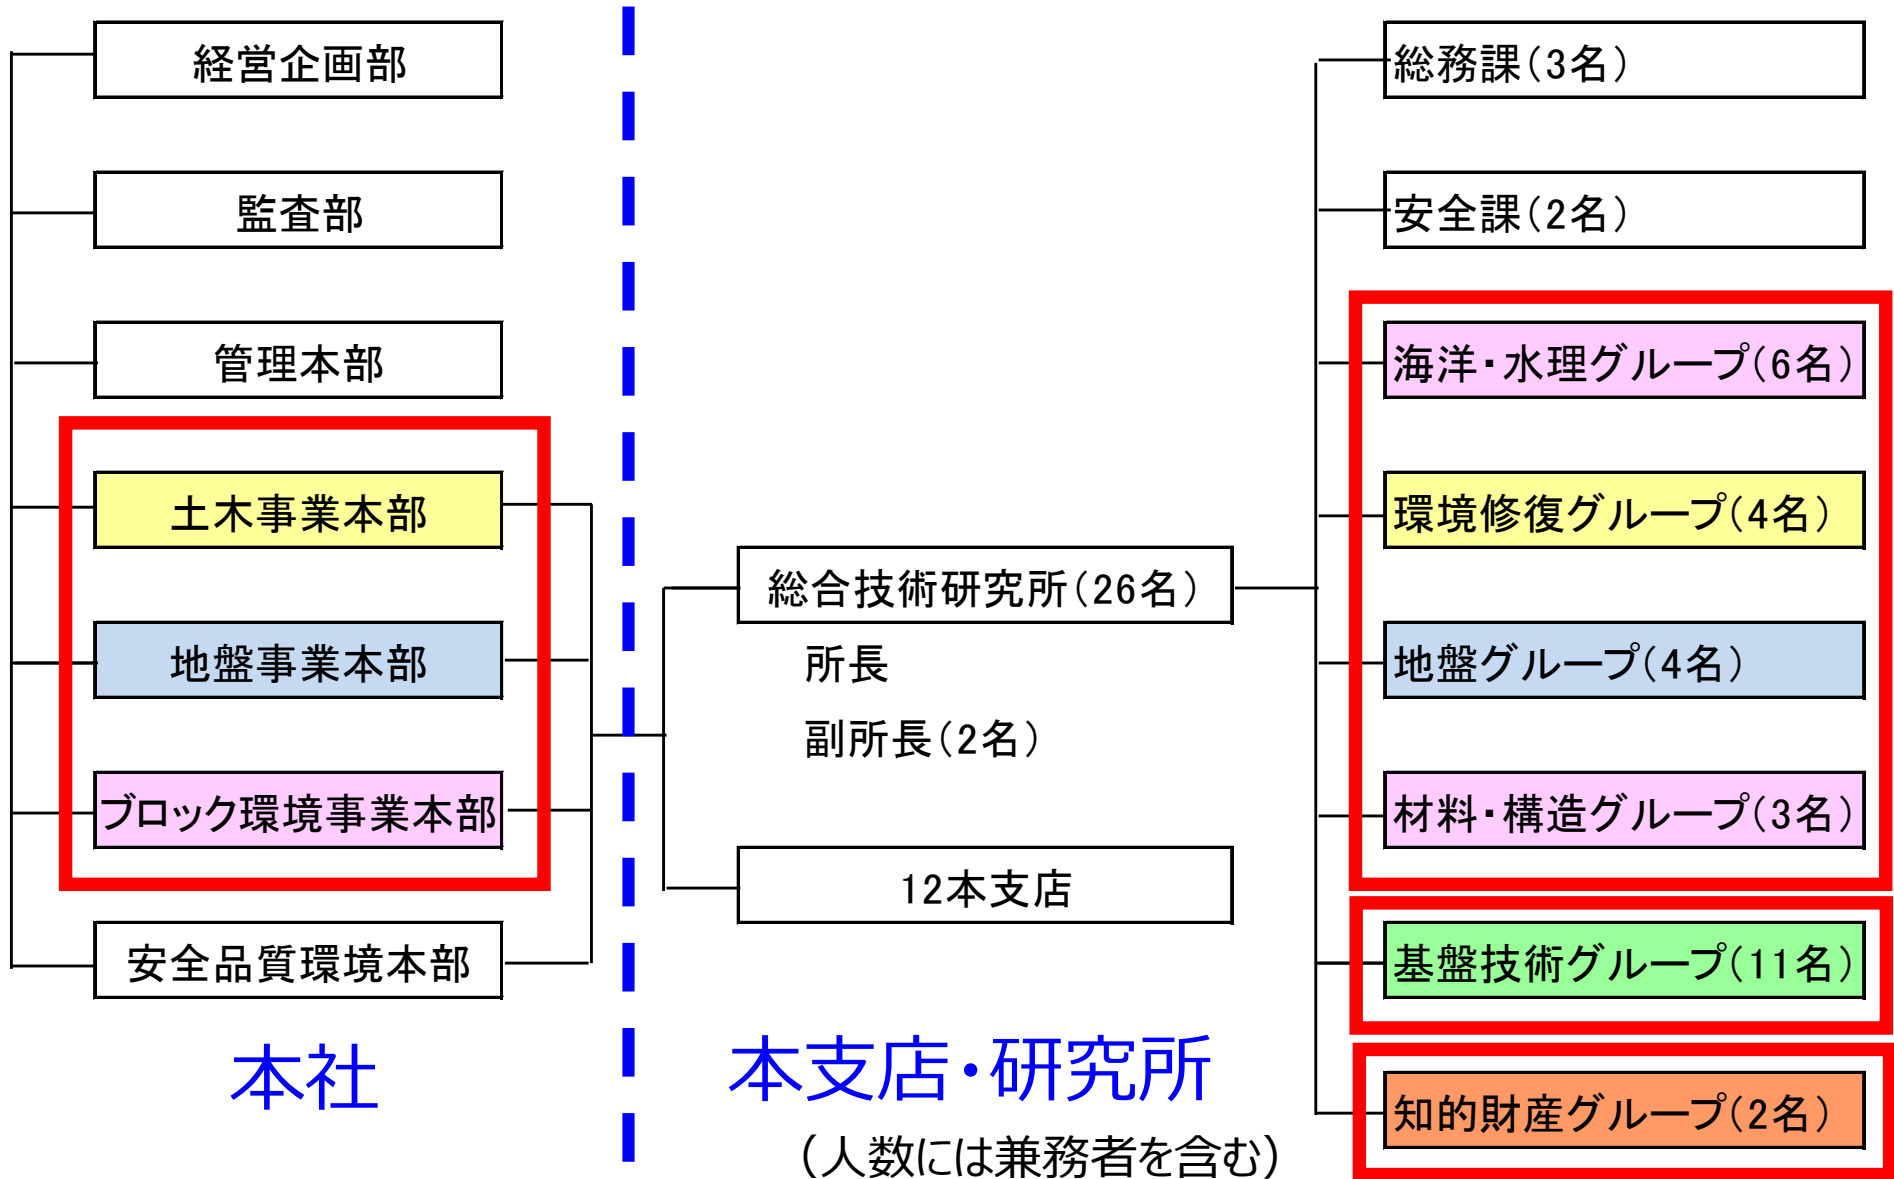 経営企画部
監査部
管理本部
土木事業本部
地盤事業本部
ブロック環境事業本部
安全品質環境本部
本社
総合技術研究所(26名)
所長
副所長(2名)
12本支店
本支店・研究所
(人数には兼務者を含む)
総務課(3名)
安全課(2名)
海洋・水理グループ(6名)
環境修復グループ(4名)
地盤グループ(4名)
材料・構造グループ(3名)
基盤技術グループ(11名)
知的財産グループ(2名)